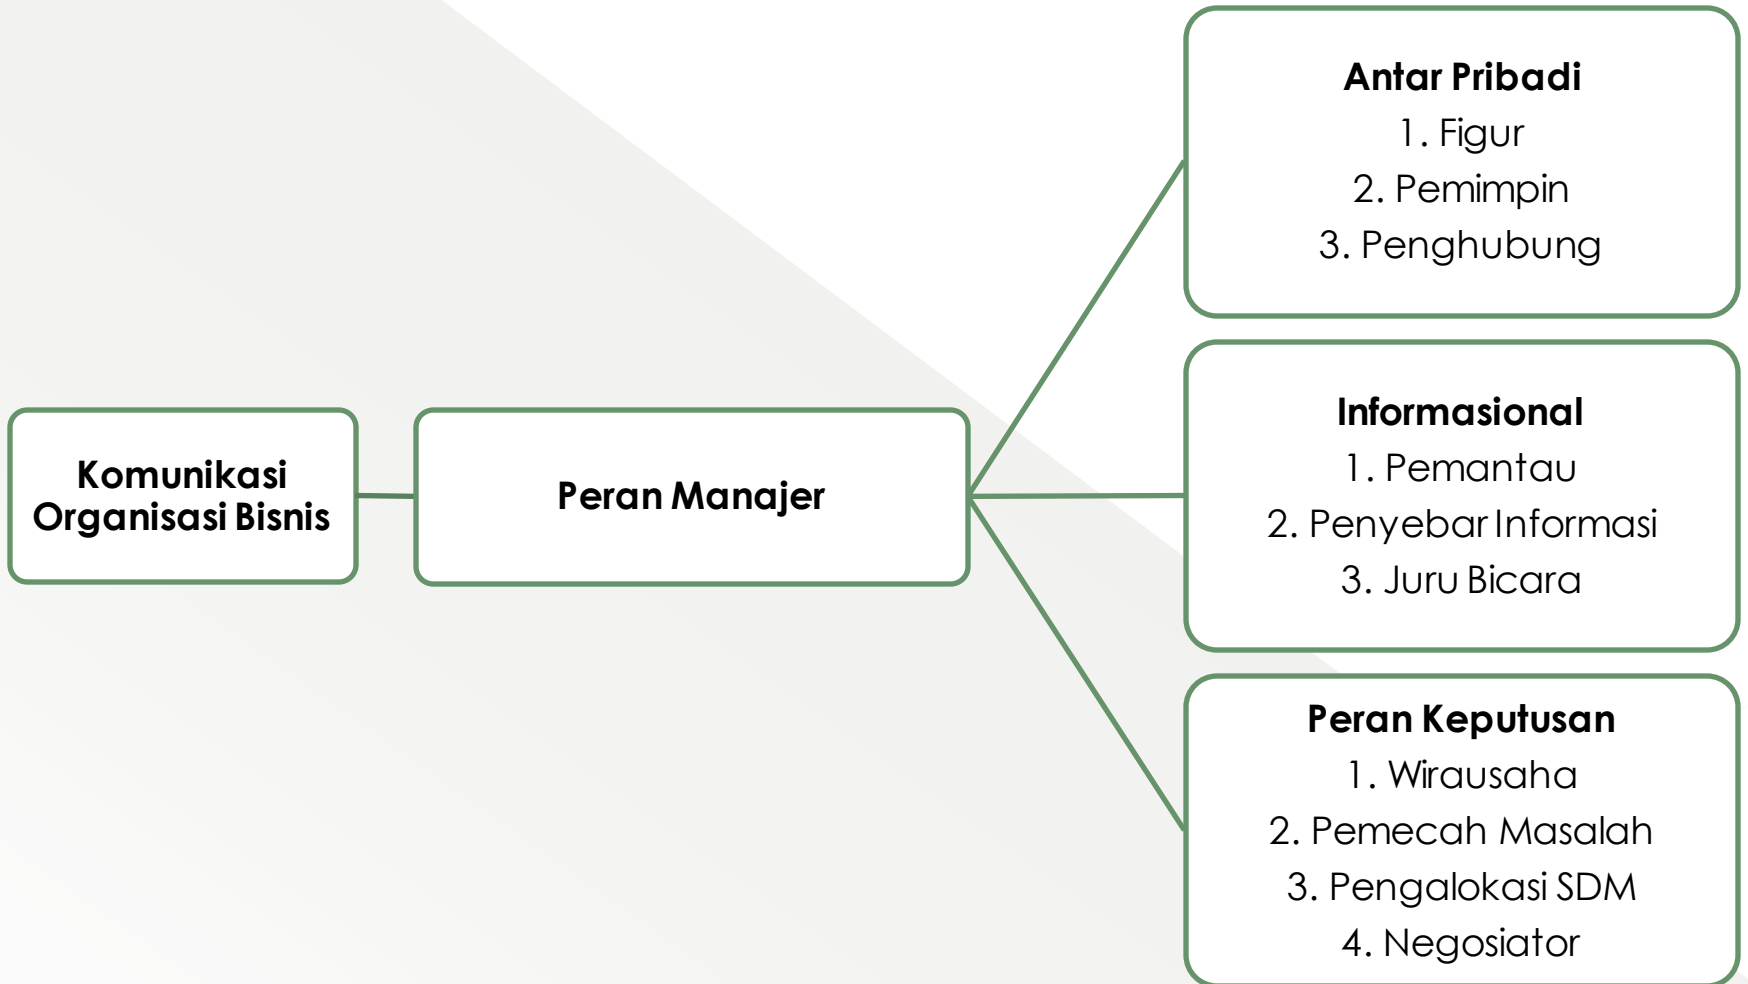 Komunikasi
Organisasi Bisnis
Peran Manajer
Antar Pribadi
1. Figur
2. Pemimpin
3. Penghubung
Informasional
1. Pemantau
2. Penyebar Informasi
3. Juru Bicara
Peran Keputusan
1. Wirausaha
2. Pemecah Masalah
3. Pengalokasi SDM
4. Negosiator